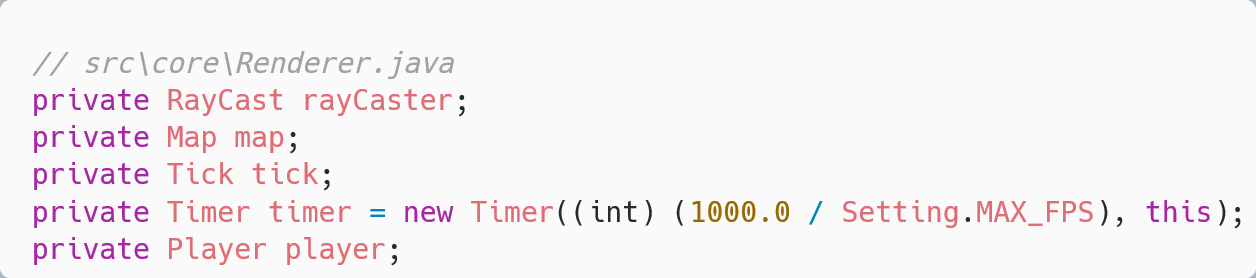 // src\core\Renderer.java
private RayCast rayCaster;
private Map map;
private Tick tick;
private Timer timer = new Timer((int) (1000.0 / Setting.MAX_FPS), this);
private Player player;